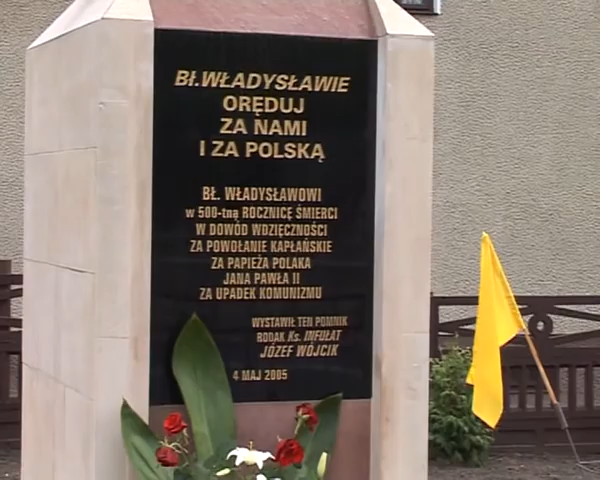 BŁ. WŁADYSŁAWIE
ORĘDUJ
ZA NAMI
I ZA POLSKĄ
BŁ. WŁADYSŁAWOWI
w 500-tną ROCZNICĘ ŚMIERCI
W DOWÓD WDZIĘCZNOŚCI
ZA POWOŁANIE KAPŁAŃSKIE
ZA PAPIEŻA POLAKA
JANA PAWŁA II
ZA UPADEK KOMUNIZMU
WYSTAWIŁ TEN POMNIK
RODAK Ks. INFUŁAT
JÓZEF WÓJCIK
4 MAJ 2005